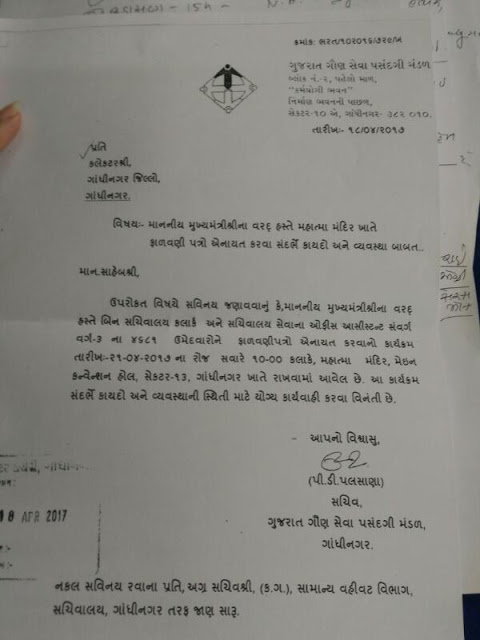 ક્રમાંક: ભરત/૧૦૨૦૧૬/૭૨૯/ખ
ગુજરાત ગૌણ સેવા પસંદગી મંડળ
બ્લોક નં.-૨, પહેલો માળ,
"કર્મયોગી ભવન"
નિર્માણ ભવનની પાછળ,
સેક્ટર-૧૦ એ, ગાંધીનગર-૩૮૨ ૦૧૦.
તારીખ:-૧૮/૦૪/૨૦૧૭
પ્રતિ
કલેક્ટરશ્રી,
ગાંધીનગર જિલ્લો,
ગાંધીનગર.
વિષય:- માનનીય મુખ્યમંત્રીશ્રીના વરદ્ હસ્તે મહાત્મા મંદિર ખાતે
ફાળવણી પત્રો એનાયત કરવા સંદર્ભે કાયદો અને વ્યવસ્થા બાબત..
માન.સાહેબશ્રી,
ઉપરોક્ત વિષયે સવિનય જણાવવાનું કે,માનનીય મુખ્યમંત્રીશ્રીના વરદ્
હસ્તે બિન સચિવાલય કલાર્ક અને સચિવાલય સેવાના ઓફીસ આસીસ્ટન્ટ સંવર્ગ
વર્ગ-૩ ના ૪૬૮૧ ઉમેદવારોને ફાળવણીપત્રો એનાયત કરવાનો કાર્યક્રમ
તારીખ:-૨૧-૦૪-૨૦૧૭ ના રોજ સવારે ૧૦-૦૦ કલાકે, મહાત્મા મંદિર, મેઇન
કન્વેન્શન હોલ, સેક્ટર-૧૩, ગાંધીનગર ખાતે રાખવામાં આવેલ છે. આ કાર્યક્રમ
સંદર્ભે કાયદો અને વ્યવસ્થાની સ્થિતી માટે યોગ્ય કાર્યવાહી કરવા વિનંતી છે.
- આપનો વિશ્વાસુ,
(પી.ડી.પલસાણા)
સચિવ,
ગુજરાત ગૌણ સેવા પસંદગી મંડળ,
ગાંધીનગર.
18 APR 2017
નકલ સવિનય રવાના પ્રતિ, અગ્ર સચિવશ્રી, (ક.ગ.), સામાન્ય વહીવટ વિભાગ,
સચિવાલય, ગાંધીનગર તરફ જાણ સારૂ.